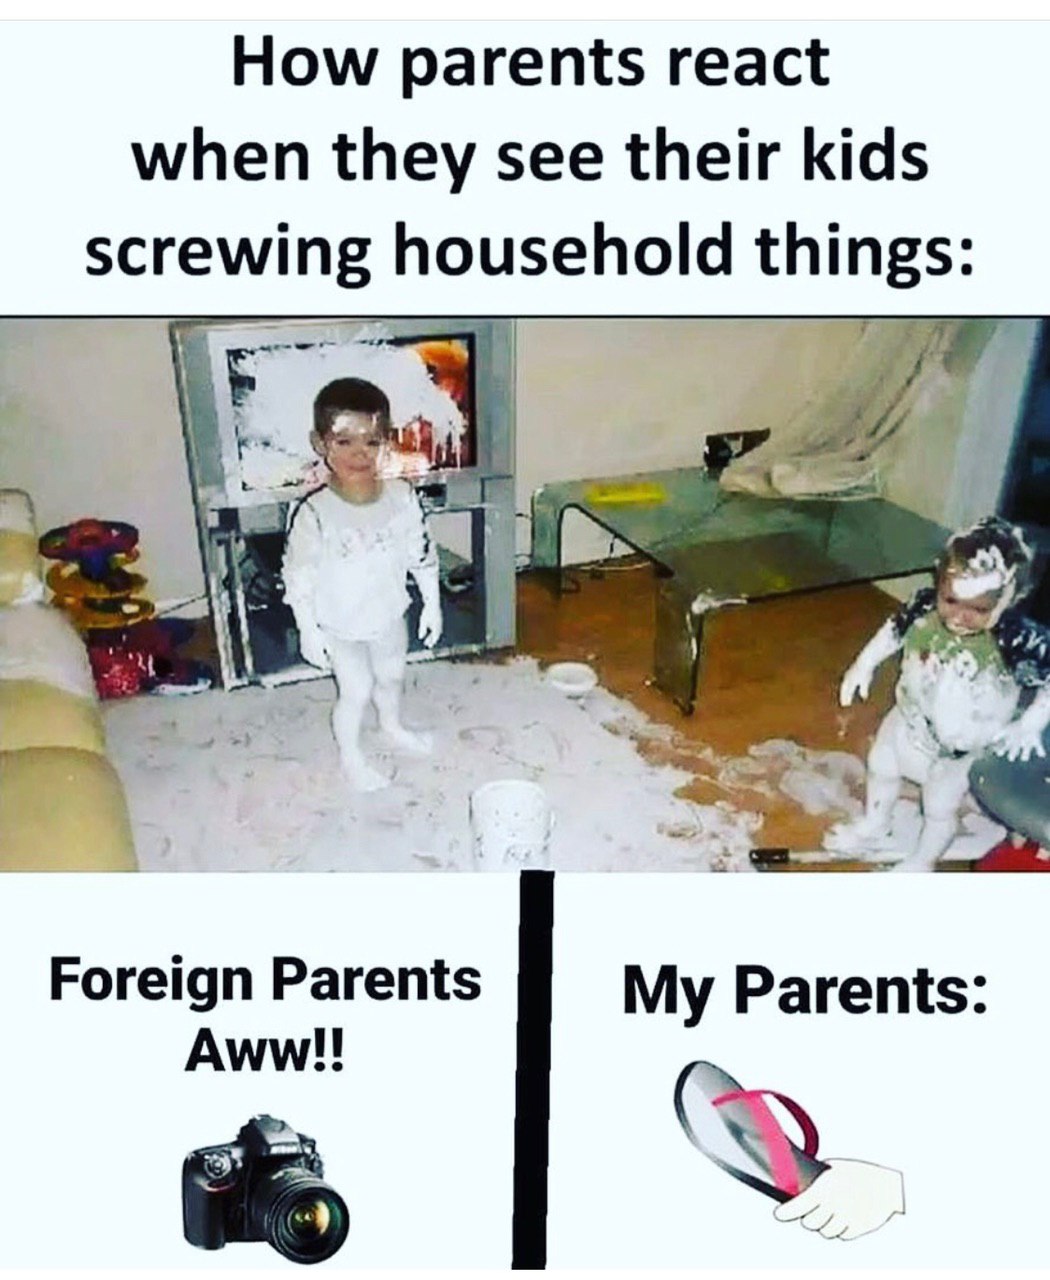 How parents react
when they see their kids
screwing household things:
Foreign Parents
Aww!!
My Parents: